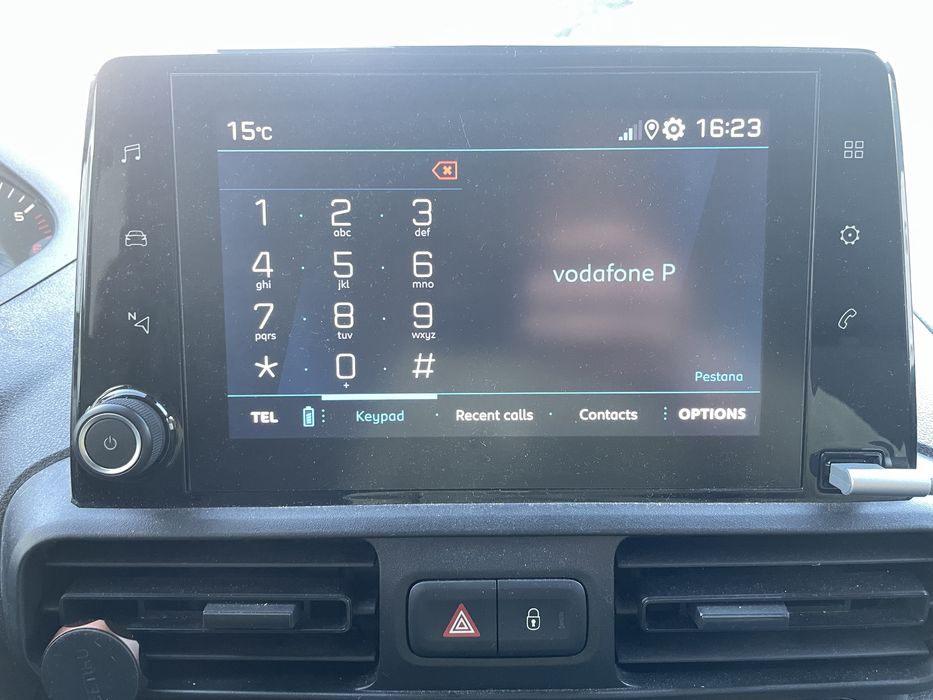 15°C 16:23
1 2 3
abc def
4 5 6
ghi jkl mno
vodafone P
7 8 9
pqrs tuv wxyz
* 0 #
+
Pestana
TEL Keypad Recent calls Contacts OPTIONS
N
5